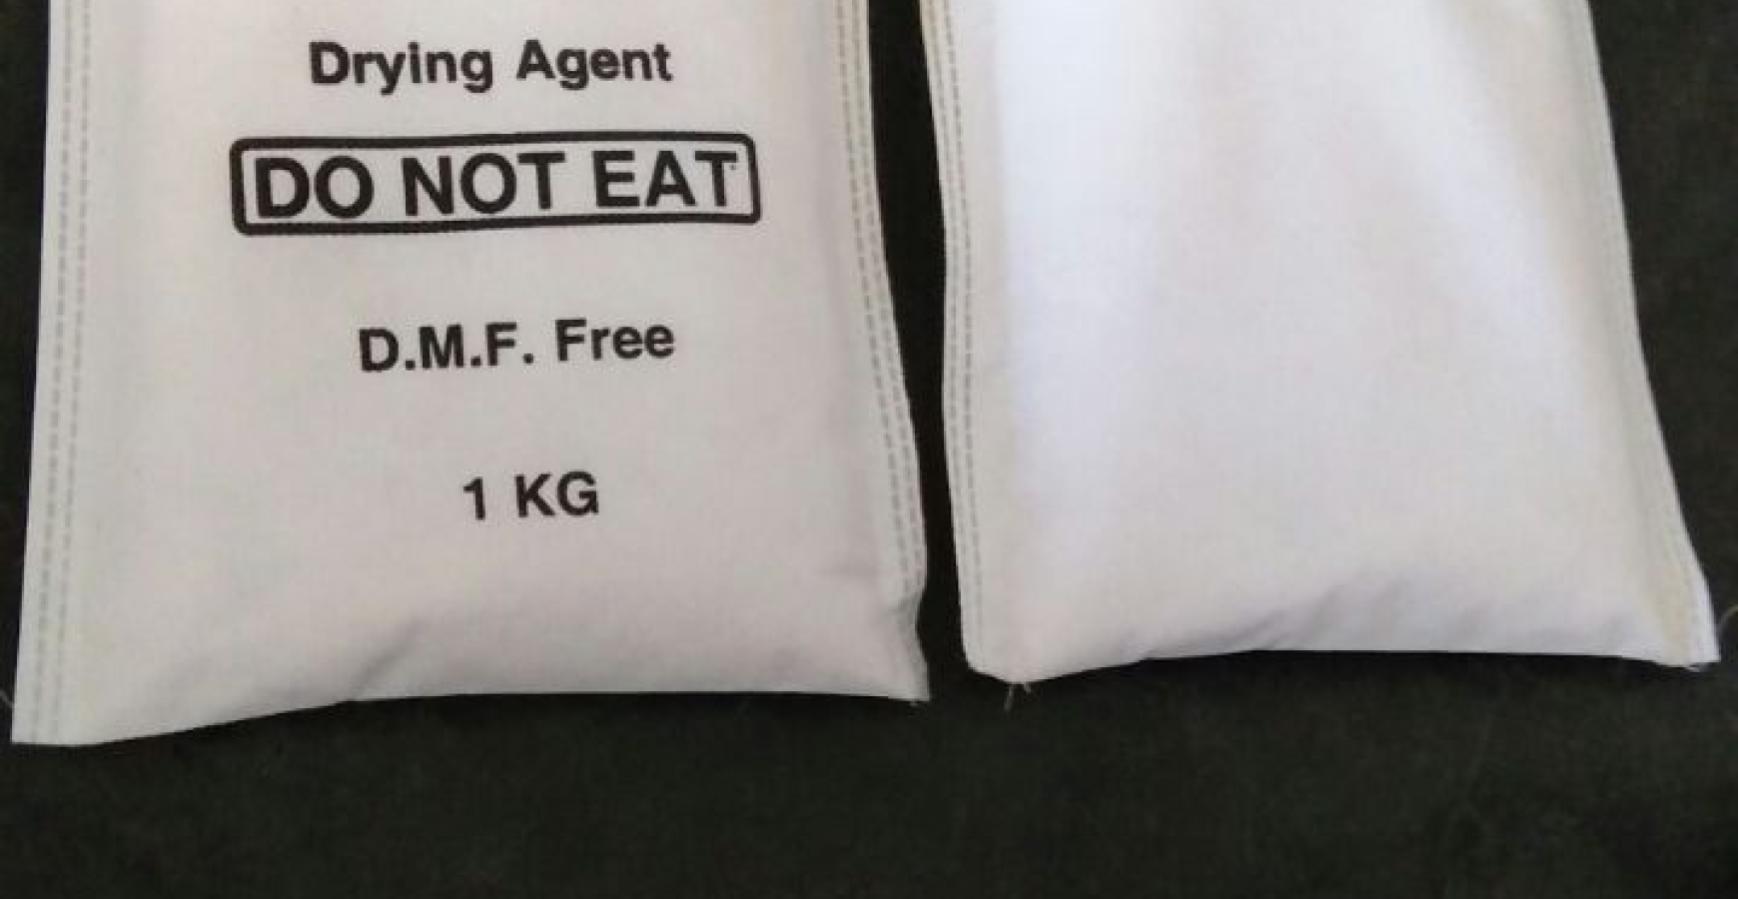 Drying Agent
DO NOT EAT
D.M.F. Free
1 KG